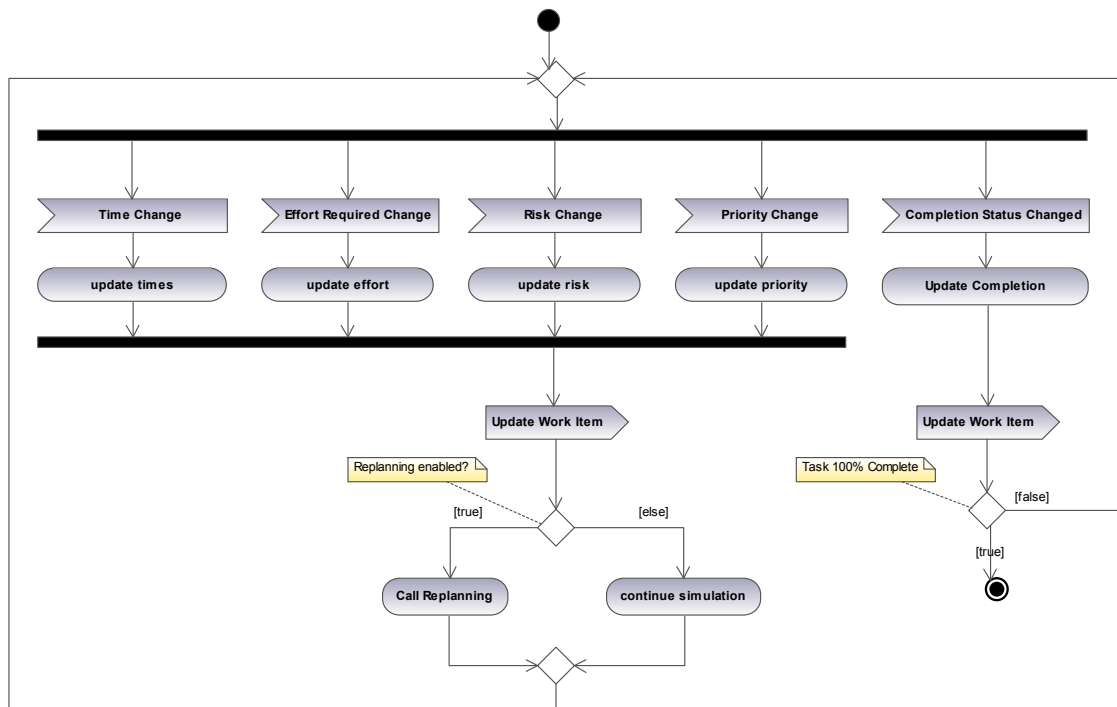 Time Change
Effort Required Change
Risk Change
Priority Change
Completion Status Changed
update times
update effort
update risk
update priority
Update Completion
Update Work Item
Update Work Item
Replanning enabled?
Task 100% Complete
[true]
[else]
[false]
[true]
Call Replanning
continue simulation